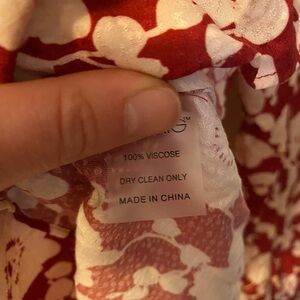 100% VISCOSE
DRY CLEAN ONLY
MADE IN CHINA